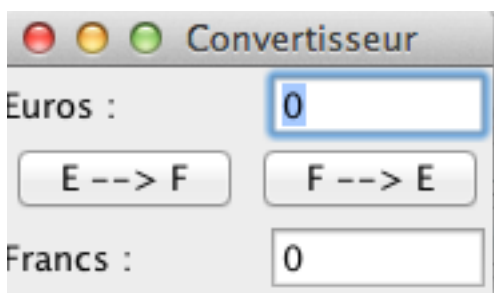 Convertisseur
Euros : 0
E --> F F --> E
Francs : 0